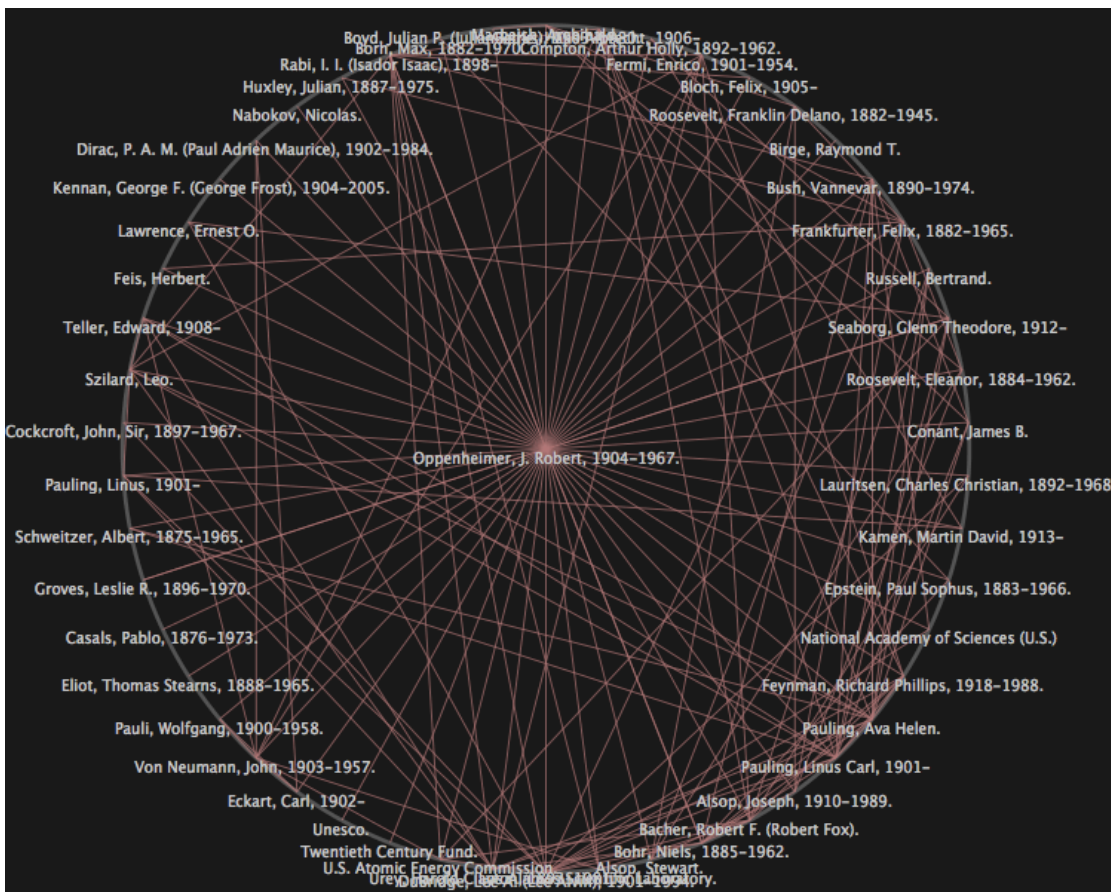 Boyd, Julian P. (Julian
1906-
Born, Max, 1882-1970.
Compton, Arthur Holly, 1892-1962.
Rabi, I. I. (Isador Isaac), 1898-
Fermi, Enrico, 1901-1954.
Huxley, Julian, 1887-1975.
Bloch, Felix, 1905-
Nabokov, Nicolas.
Roosevelt, Franklin Delano, 1882-1945.
Dirac, P. A. M. (Paul Adrien Maurice), 1902-1984.
Birge, Raymond T.
Kennan, George F. (George Frost), 1904-2005.
Bush, Vannevar, 1890-1974.
Lawrence, Ernest O.
Frankfurter, Felix, 1882-1965.
Feis, Herbert.
Russell, Bertrand.
Teller, Edward, 1908-
Seaborg, Glenn Theodore, 1912-
Szilard, Leo.
Roosevelt, Eleanor, 1884-1962.
Cockcroft, John, Sir, 1897-1967.
Conant, James B.
Oppenheimer, J. Robert, 1904-1967.
Pauling, Linus, 1901-
Lauritsen, Charles Christian, 1892-1968
Schweitzer, Albert, 1875-1965.
Kamen, Martin David, 1913-
Groves, Leslie R., 1896-1970.
Epstein, Paul Sophus, 1883-1966.
Casals, Pablo, 1876-1973.
National Academy of Sciences (U.S.)
Eliot, Thomas Stearns, 1888-1965.
Feynman, Richard Phillips, 1918-1988.
Pauli, Wolfgang, 1900-1958.
Pauling, Ava Helen.
Von Neumann, John, 1903-1957.
Pauling, Linus Carl, 1901-
Eckart, Carl, 1902-
Alsop, Joseph, 1910-1989.
Unesco.
Bacher, Robert F. (Robert Fox).
Twentieth Century Fund.
Bohr, Niels, 1885-1962.
U.S. Atomic Energy Commission.
Alsop, Stewart.
Laboratory.